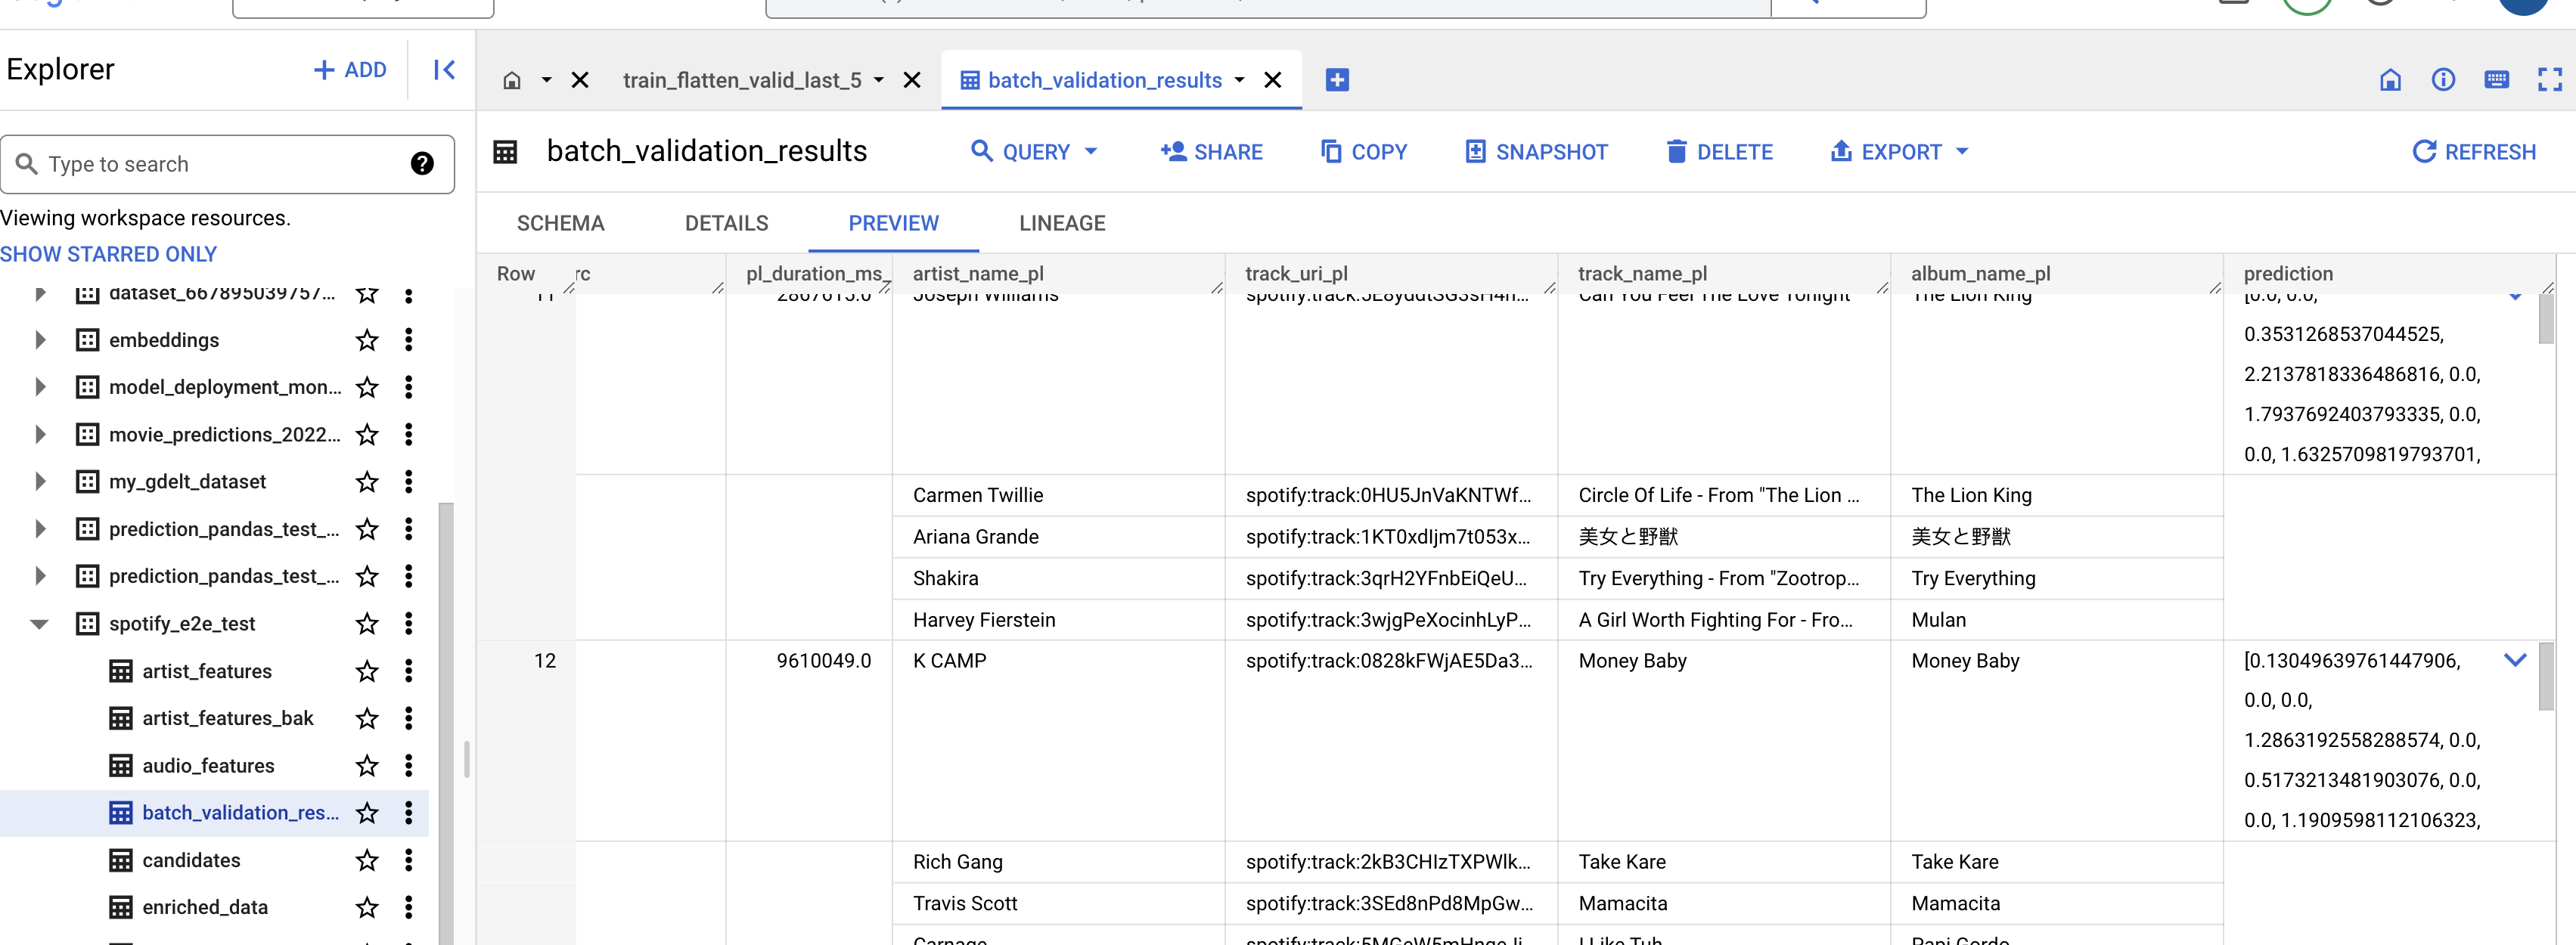 Explorer
ADD
Type to search
Viewing workspace resources.
SHOW STARRED ONLY
dataset_667895039757...
embeddings
model_deployment_mon...
movie_predictions_2022...
my_gdelt_dataset
prediction_pandas_test_...
prediction_pandas_test_...
spotify_e2e_test
artist_features
artist_features_bak
audio_features
batch_validation_res...
candidates
enriched_data
train_flatten_valid_last_5
batch_validation_results
batch_validation_results
QUERY
SHARE
COPY
SNAPSHOT
DELETE
EXPORT
REFRESH
SCHEMA DETAILS PREVIEW LINEAGE
Row rc pl_duration_ms_ artist_name_pl track_uri_pl track_name_pl album_name_pl prediction
11 2867613.0 Joseph Williams Can You Feel The Love Tonight The Lion King [0.0, 0.0,
0.3531268537044525,
2.2137818336486816, 0.0,
1.7937692403793335, 0.0,
0.0, 1.6325709819793701,
Carmen Twillie spotify:track:0HU5JnVaKNTWf... Circle Of Life - From "The Lion ... The Lion King
Ariana Grande spotify:track:1KT0xdljm7t053x... 美女と野獣 美女と野獣
Shakira spotify:track:3qrH2YFnbEiQeU... Try Everything - From "Zootrop... Try Everything
Harvey Fierstein spotify:track:3wjgPeXocinhLyP... A Girl Worth Fighting For - Fro... Mulan
12 9610049.0 K CAMP spotify:track:0828kFWjAE5Da3... Money Baby Money Baby [0.13049639761447906,
0.0, 0.0,
1.2863192558288574, 0.0,
0.5173213481903076, 0.0,
0.0, 1.1909598112106323,
Rich Gang spotify:track:2kB3CHIzTXPWlk... Take Kare Take Kare
Travis Scott spotify:track:3SEd8nPd8MpGw... Mamacita Mamacita
Carnage I Like Tuh Papi Gordo